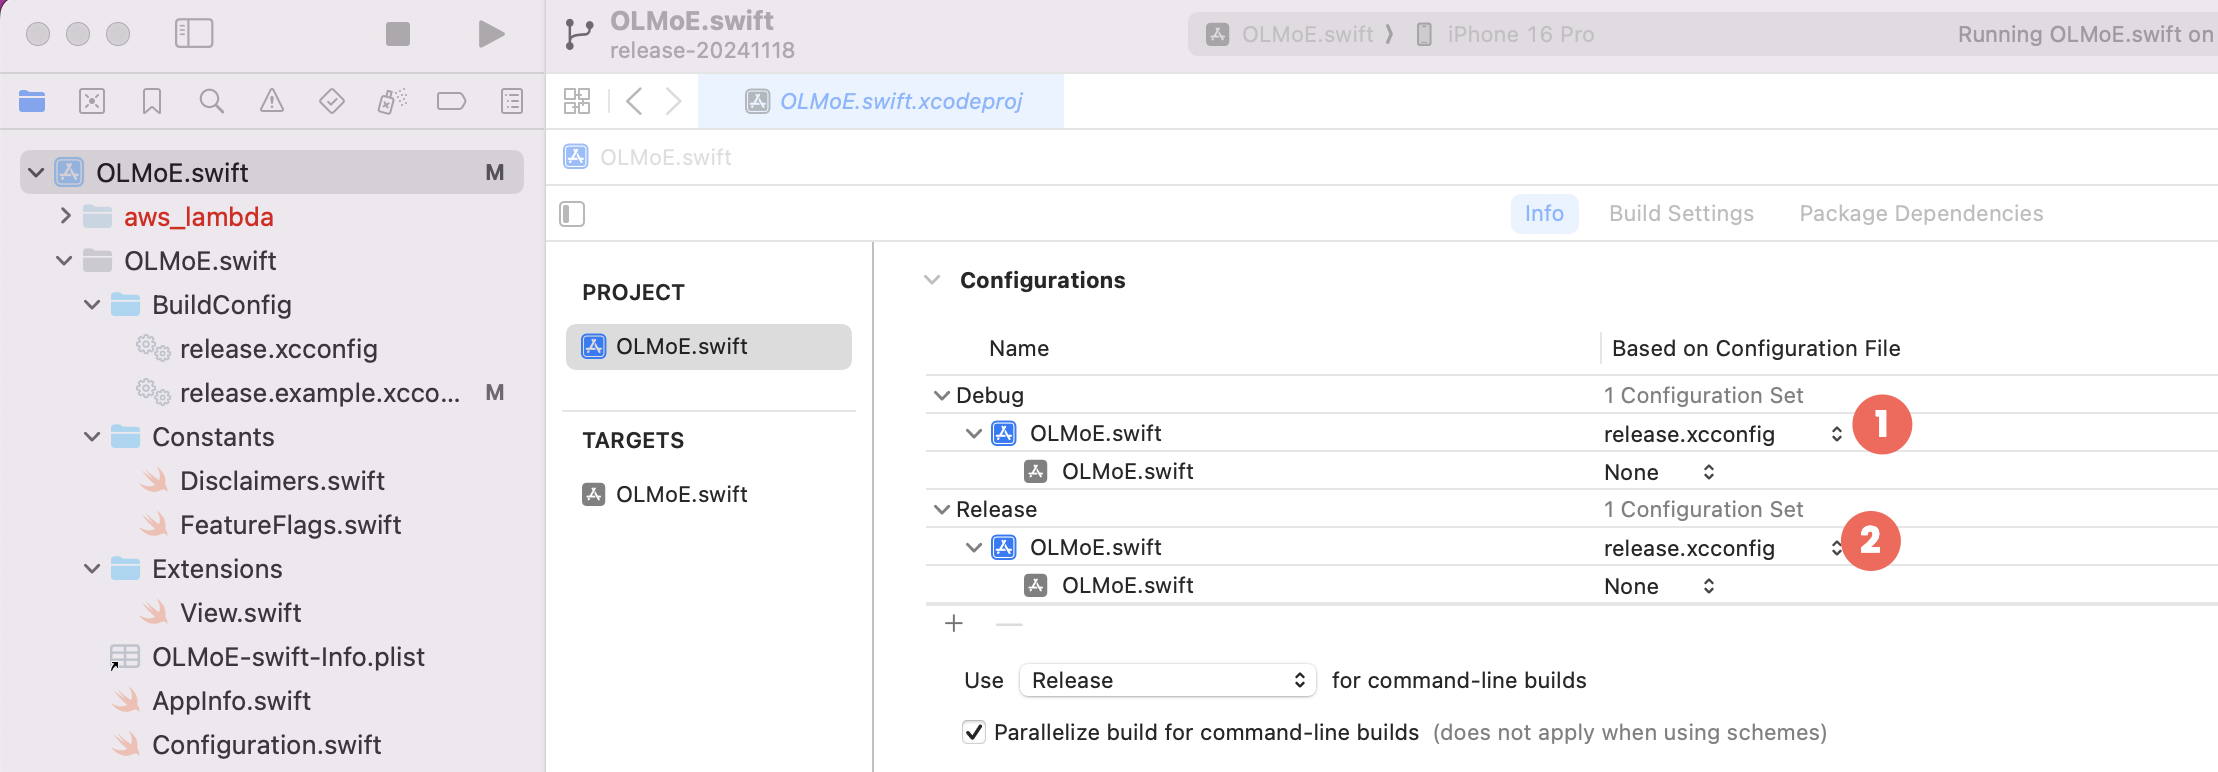 OLMoE.swift
release-20241118
OLMoE.swift ⟩ iPhone 16 Pro
Running OLMoE.swift on
OLMoE.swift.xcodeproj
OLMoE.swift
Info Build Settings Package Dependencies
OLMoE.swift M
aws_lambda
OLMoE.swift
BuildConfig
release.xcconfig
release.example.xcco... M
Constants
Disclaimers.swift
FeatureFlags.swift
Extensions
View.swift
OLMoE-swift-Info.plist
AppInfo.swift
Configuration.swift
PROJECT
OLMoE.swift
TARGETS
OLMoE.swift
Configurations
Name Based on Configuration File
Debug 1 Configuration Set
OLMoE.swift release.xcconfig 1
OLMoE.swift None
Release 1 Configuration Set
OLMoE.swift release.xcconfig 2
OLMoE.swift None
Use Release for command-line builds
Parallelize build for command-line builds (does not apply when using schemes)